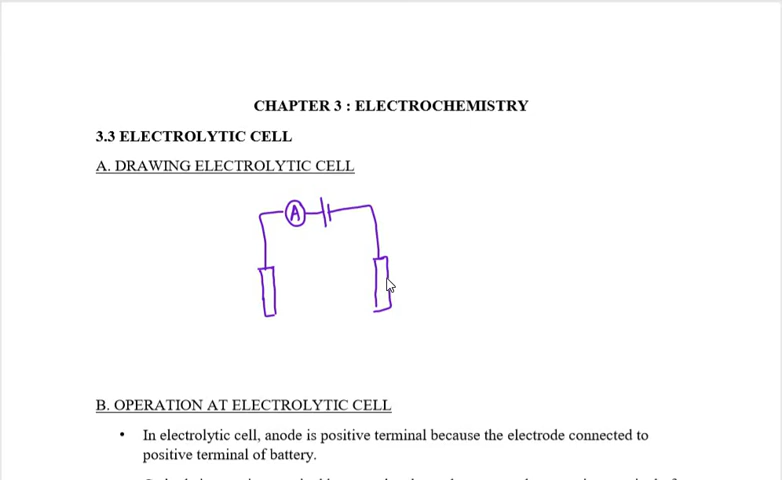 CHAPTER 3 : ELECTROCHEMISTRY
3.3 ELECTROLYTIC CELL
A. DRAWING ELECTROLYTIC CELL
A
B. OPERATION AT ELECTROLYTIC CELL
• In electrolytic cell, anode is positive terminal because the electrode connected to
positive terminal of battery.